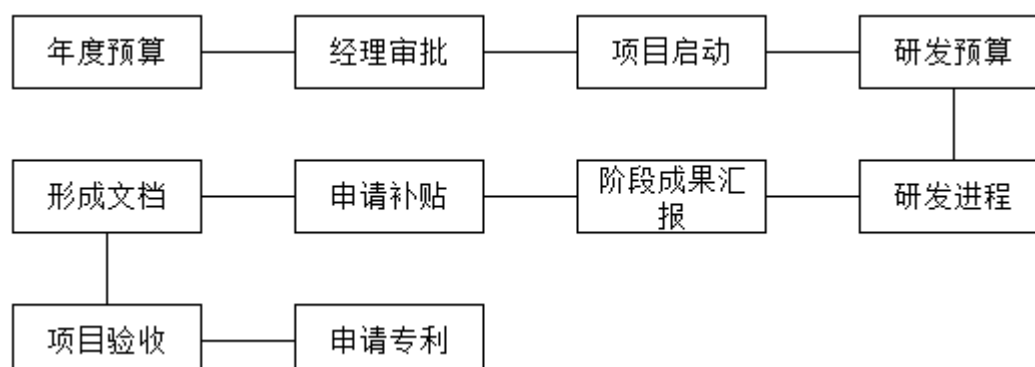 年度预算
经理审批
项目启动
研发预算
形成文档
申请补贴
阶段成果汇
报
研发进程
项目验收
申请专利